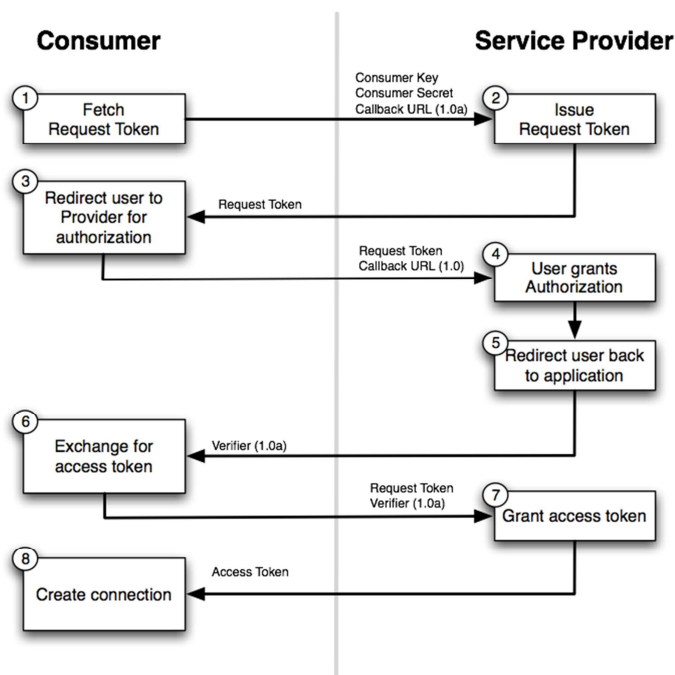 Consumer
Service Provider
1
Fetch
Request Token
Consumer Key
Consumer Secret
Callback URL (1.0a)
2
Issue
Request Token
3
Redirect user to
Provider for
authorization
Request Token
Request Token
Callback URL (1.0)
4
User grants
Authorization
5
Redirect user back
to application
6
Exchange for
access token
Verifier (1.0a)
Request Token
Verifier (1.0a)
7
Grant access token
8
Create connection
Access Token